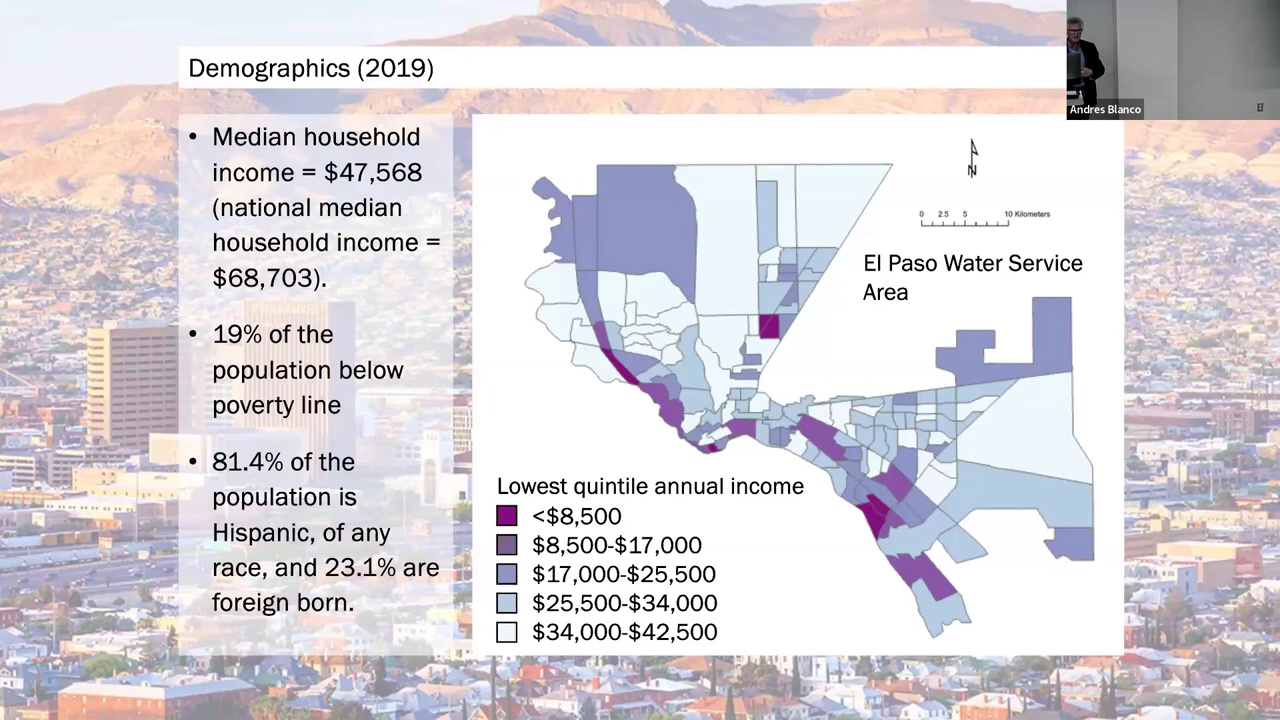 Demographics (2019)
• Median household
income = $47,568
(national median
household income =
$68,703).
• 19% of the
population below
poverty line
• 81.4% of the
population is
Hispanic, of any
race, and 23.1% are
foreign born.
Andres Blanco
N
0 2.5 5 10 Kilometers
El Paso Water Service
Area
Lowest quintile annual income
<$8,500
$8,500-$17,000
$17,000-$25,500
$25,500-$34,000
$34,000-$42,500